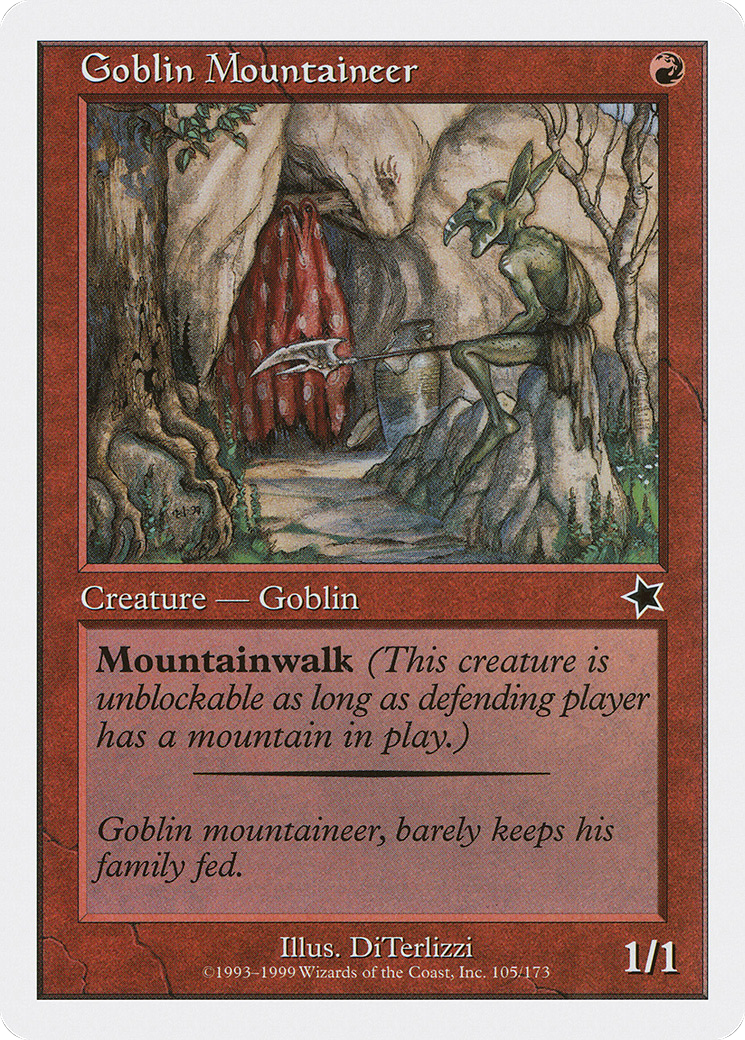 Goblin Mountaineer
Creature — Goblin
Mountainwalk (This creature is
unblockable as long as defending player
has a mountain in play.)
Goblin mountaineer, barely keeps his
family fed.
Illus. DiTerlizzi
1/1
©1993–1999 Wizards of the Coast, Inc. 105/173